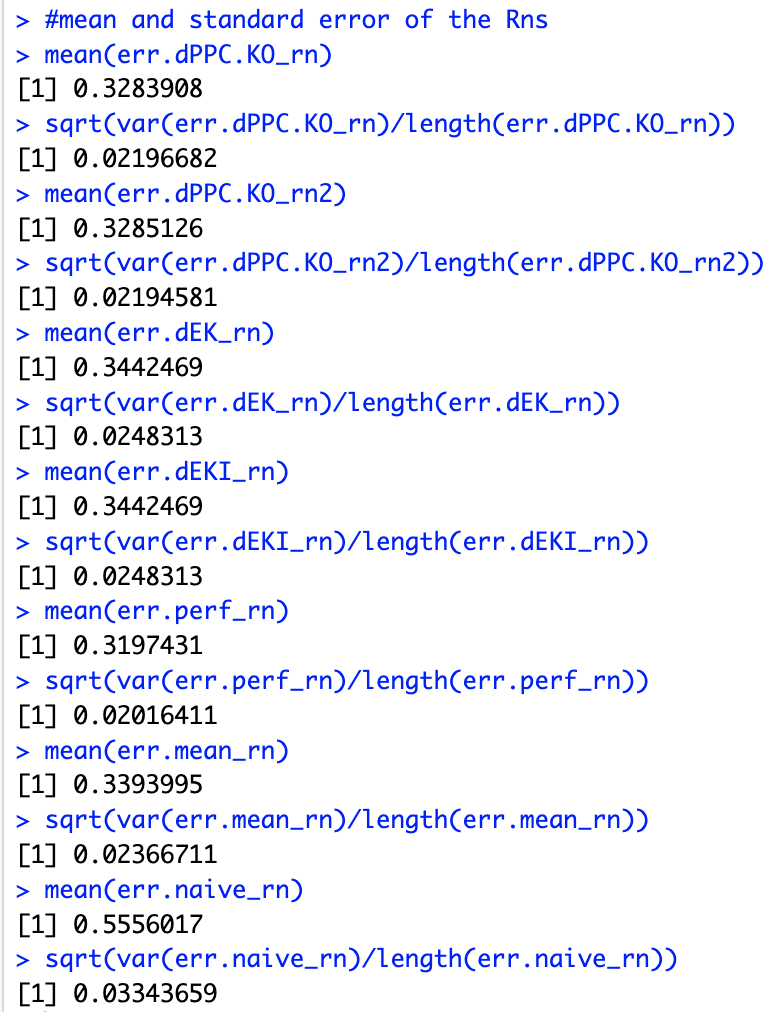 > #mean and standard error of the Rns
> mean(err.dPPC.KO_rn)
[1] 0.3283908
> sqrt(var(err.dPPC.KO_rn)/length(err.dPPC.KO_rn))
[1] 0.02196682
> mean(err.dPPC.KO_rn2)
[1] 0.3285126
> sqrt(var(err.dPPC.KO_rn2)/length(err.dPPC.KO_rn2))
[1] 0.02194581
> mean(err.dEK_rn)
[1] 0.3442469
> sqrt(var(err.dEK_rn)/length(err.dEK_rn))
[1] 0.0248313
> mean(err.dEKI_rn)
[1] 0.3442469
> sqrt(var(err.dEKI_rn)/length(err.dEKI_rn))
[1] 0.0248313
> mean(err.perf_rn)
[1] 0.3197431
> sqrt(var(err.perf_rn)/length(err.perf_rn))
[1] 0.02016411
> mean(err.mean_rn)
[1] 0.3393995
> sqrt(var(err.mean_rn)/length(err.mean_rn))
[1] 0.02366711
> mean(err.naive_rn)
[1] 0.5556017
> sqrt(var(err.naive_rn)/length(err.naive_rn))
[1] 0.03343659